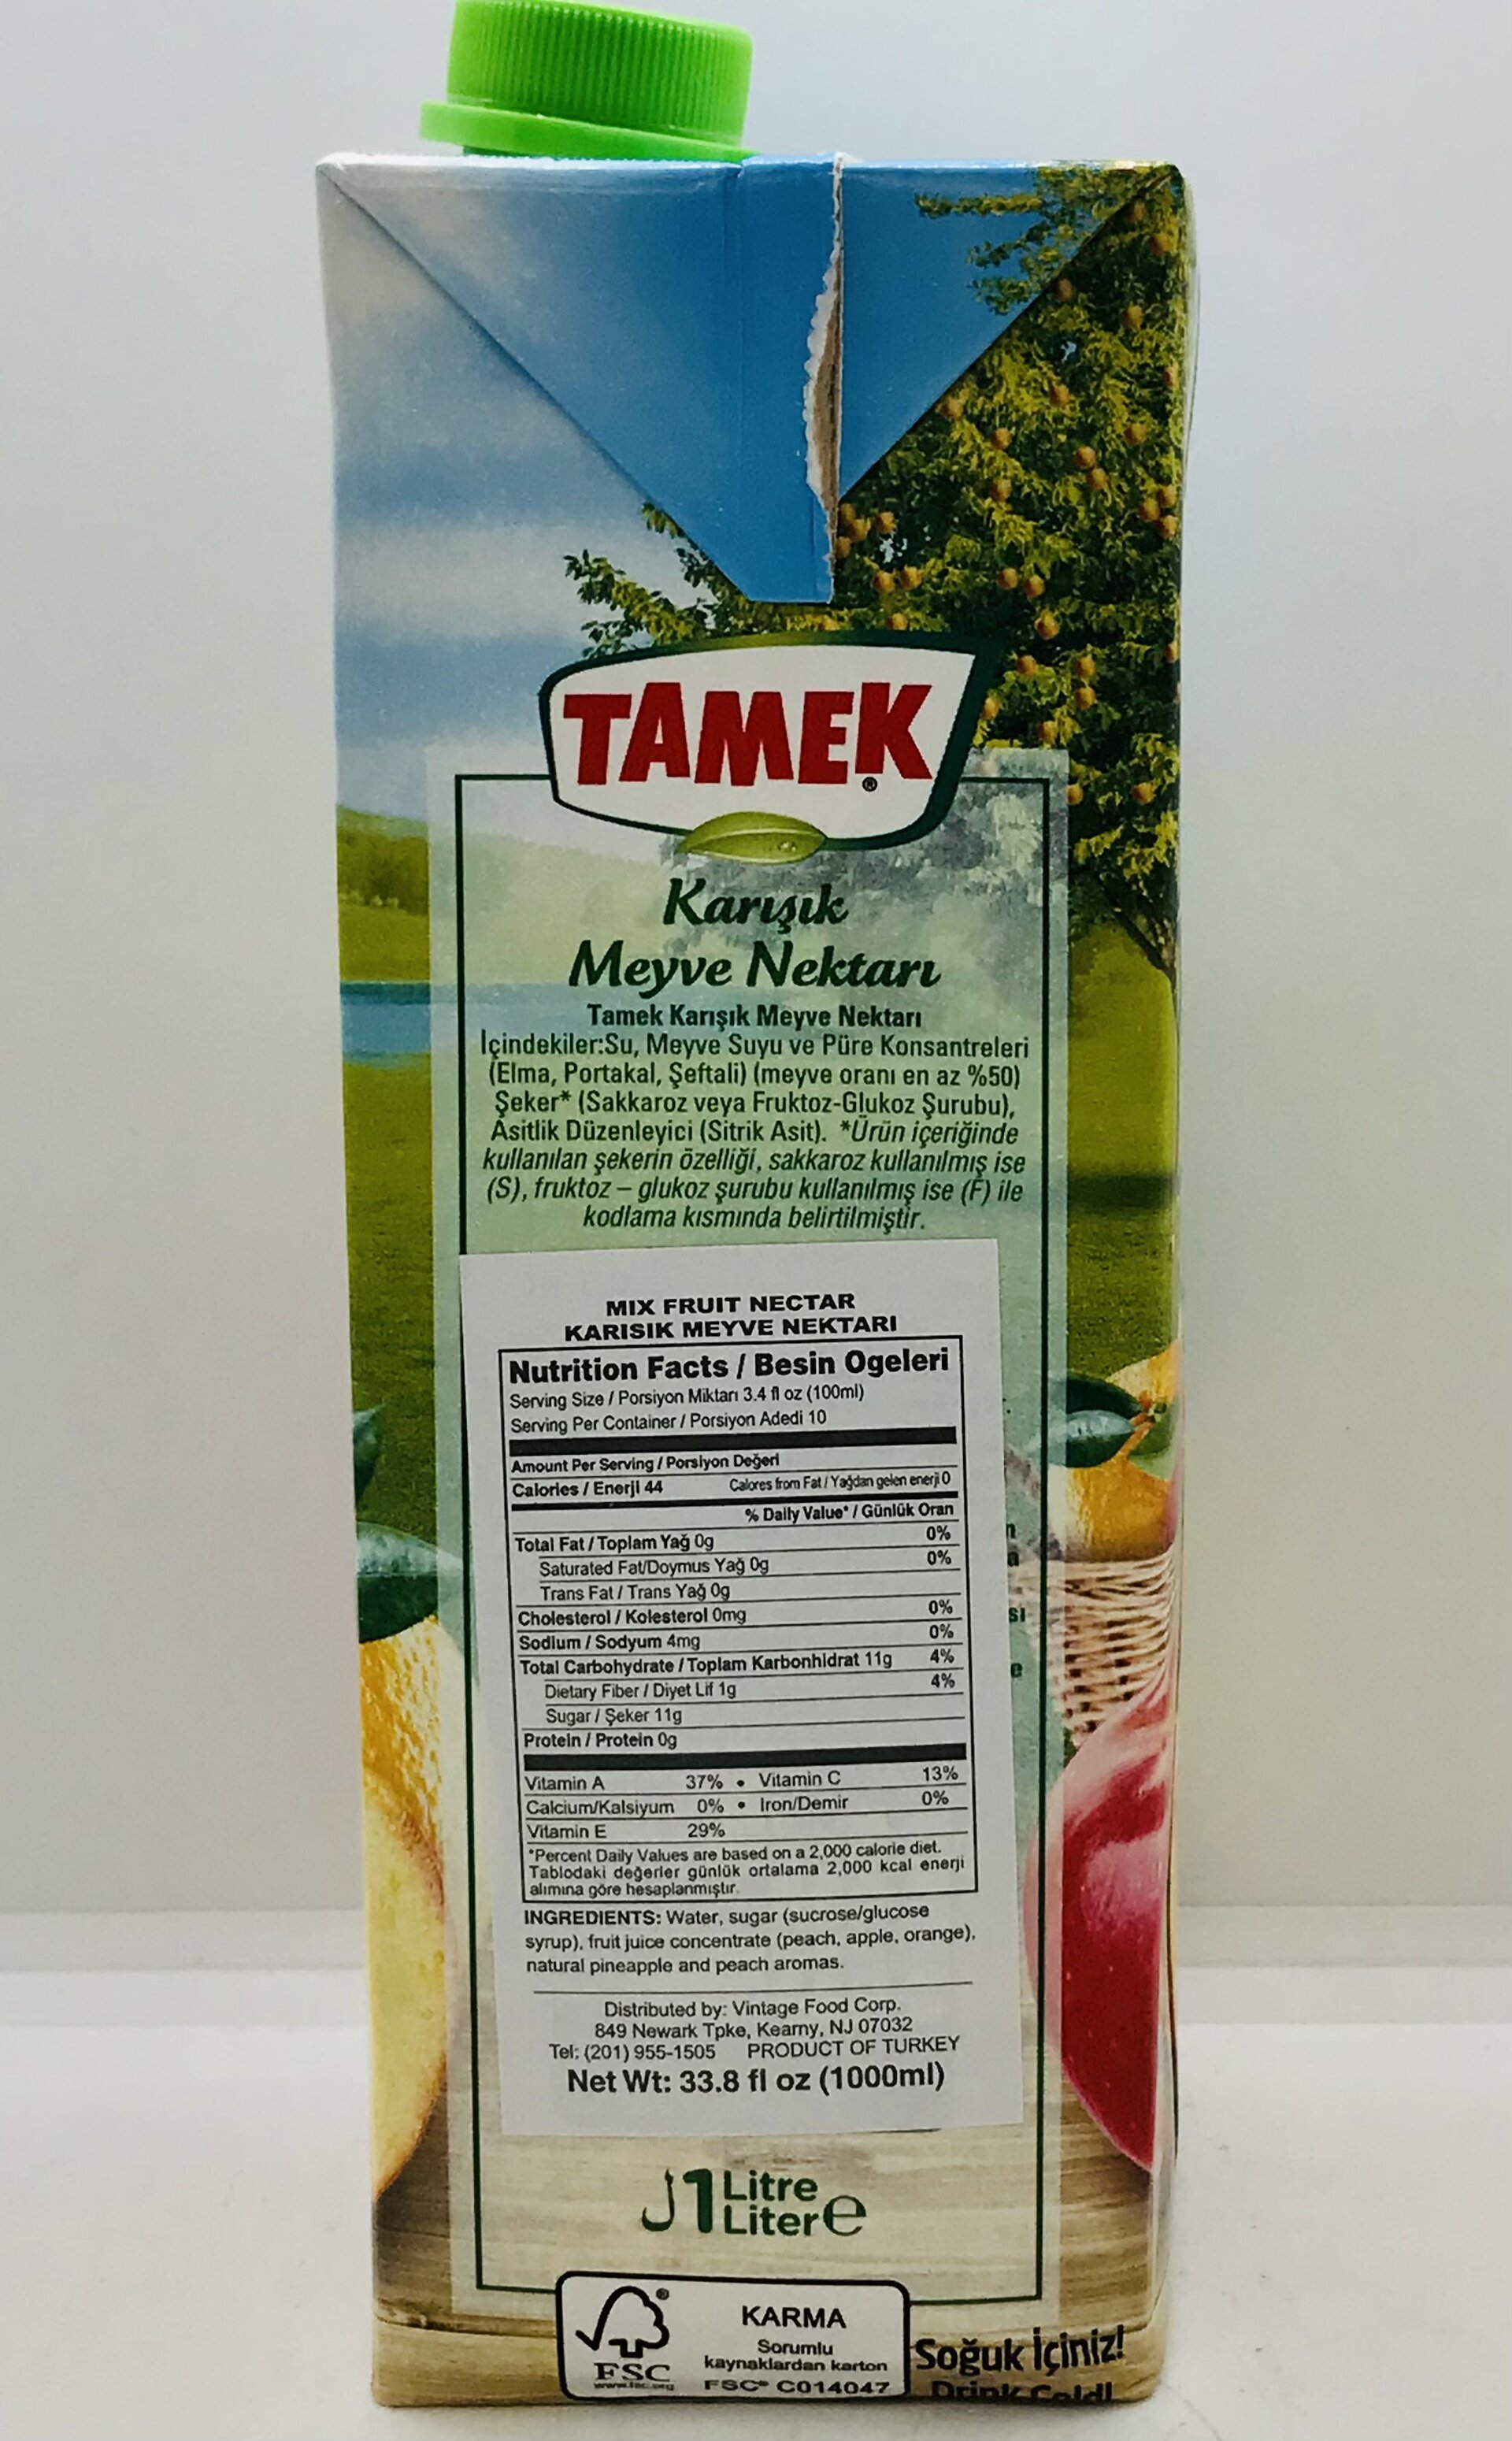 TAMEK
®
Karışık
Meyve Nektarı
Tamek Karışık Meyve Nektarı
İçindekiler:Su, Meyve Suyu ve Püre Konsantreleri
(Elma, Portakal, Şeftali) (meyve oranı en az %50)
Şeker* (Sakkaroz veya Fruktoz-Glukoz Şurubu),
Asitlik Düzenleyici (Sitrik Asit). *Ürün içeriğinde
kullanılan şekerin özelliği, sakkaroz kullanılmış ise
(S), fruktoz – glukoz şurubu kullanılmış ise (F) ile
kodlama kısmında belirtilmiştir.
MIX FRUIT NECTAR
KARISIK MEYVE NEKTARI
Nutrition Facts / Besin Ogeleri
Serving Size / Porsiyon Miktarı 3.4 fl oz (100ml)
Serving Per Container / Porsiyon Adedi 10
Amount Per Serving / Porsiyon Değeri
Calories / Enerji 44 Calores from Fat / Yağdan gelen enerji 0
% Daily Value* / Günlük Oran
Total Fat / Toplam Yağ 0g 0%
Saturated Fat/Doymus Yağ 0g 0%
Trans Fat / Trans Yağ 0g
Cholesterol / Kolesterol 0mg 0%
Sodium / Sodyum 4mg 0%
Total Carbohydrate / Toplam Karbonhidrat 11g 4%
Dietary Fiber / Diyet Lif 1g 4%
Sugar / Şeker 11g
Protein / Protein 0g
Vitamin A 37% • Vitamin C 13%
Calcium/Kalsiyum 0% • Iron/Demir 0%
Vitamin E 29%
*Percent Daily Values are based on a 2,000 calorie diet.
Tablodaki değerler günlük ortalama 2,000 kcal enerji
alımına göre hesaplanmıştır.
INGREDIENTS: Water, sugar (sucrose/glucose
syrup), fruit juice concentrate (peach, apple, orange),
natural pineapple and peach aromas.
Distributed by: Vintage Food Corp.
849 Newark Tpke, Kearny, NJ 07032
Tel: (201) 955-1505 PRODUCT OF TURKEY
Net Wt: 33.8 fl oz (1000ml)
ل 1 Litre
Liter e
KARMA
Sorumlu
kaynaklardan karton
FSC® C014047
FSC
www.fsc.org
Soğuk İçiniz!
Drink Cold!